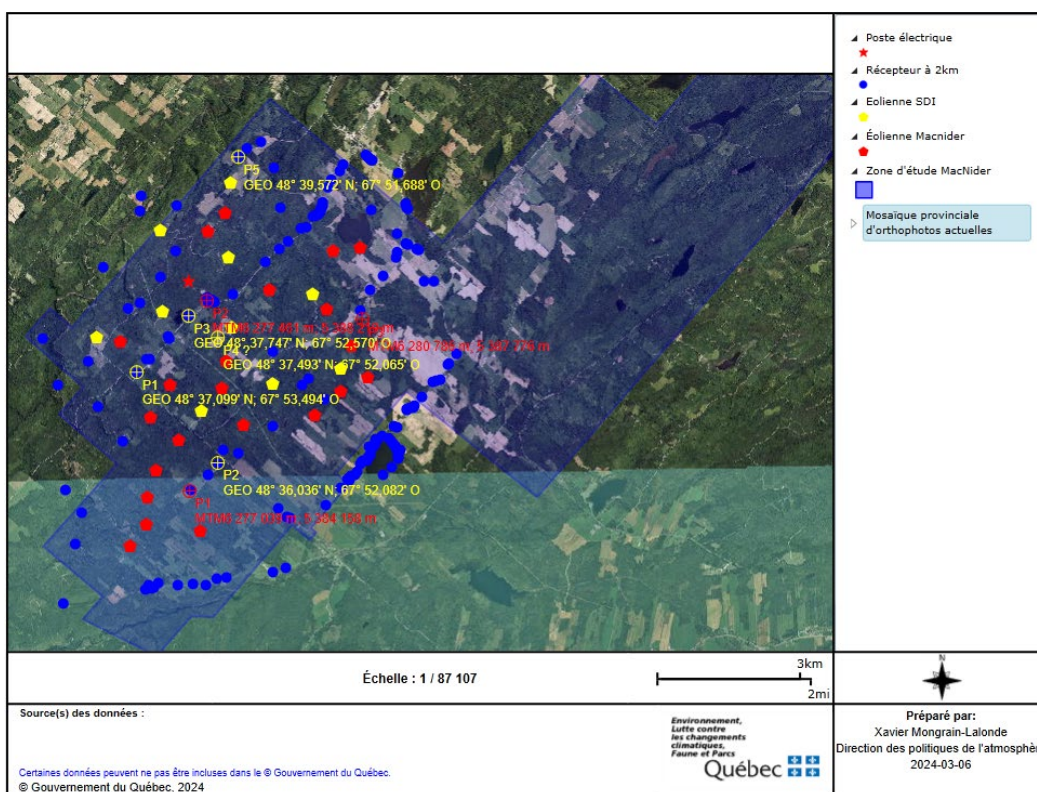 Poste électrique
Récepteur à 2km
Eolienne SDI
Éolienne Macnider
Zone d'étude MacNider
Mosaïque provinciale
d'orthophotos actuelles
P5
GEO 48° 39,572' N; 67° 51,688' O
P3
GEO 48° 37,747' N; 67° 52,570' O
P4 ?
GEO 48° 37,493' N; 67° 52,065' O
P1
GEO 48° 37,099' N; 67° 53,494' O
P2
GEO 48° 36,036' N; 67° 52,082' O
P1
Échelle : 1 / 87 107
3km
2mi
N
Source(s) des données :
Certaines données peuvent ne pas être incluses dans le © Gouvernement du Québec.
© Gouvernement du Québec, 2024
Environnement,
Lutte contre
les changements
climatiques,
Faune et Parcs
Québec
Préparé par:
Xavier Mongrain-Lalonde
Direction des politiques de l'atmosphèr
2024-03-06